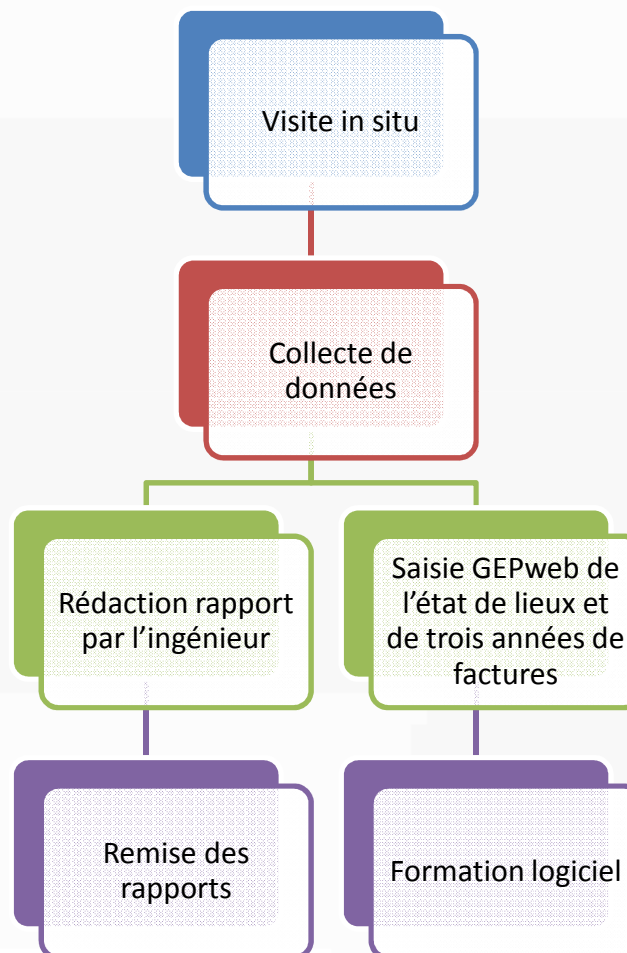 Visite in situ
Collecte de
données
Rédaction rapport
par l’ingénieur
Saisie GEPweb de
l’état de lieux et
de trois années de
factures
Remise des
rapports
Formation logiciel